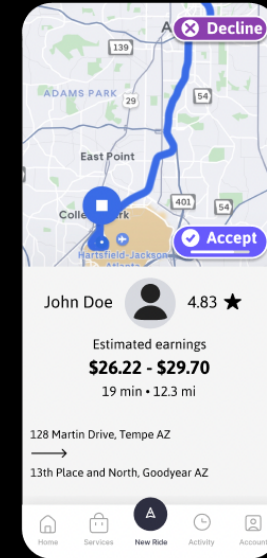 A
Decline
139
ADAMS PARK
29
54
East Point
401
54
Colle
rk
Accept
Hartsfield-Jackson
Atlanta
John Doe
4.83
Estimated earnings
$26.22 - $29.70
19 min • 12.3 mi
128 Martin Drive, Tempe AZ
13th Place and North, Goodyear AZ
Home
Services
New Ride
Activity
Account